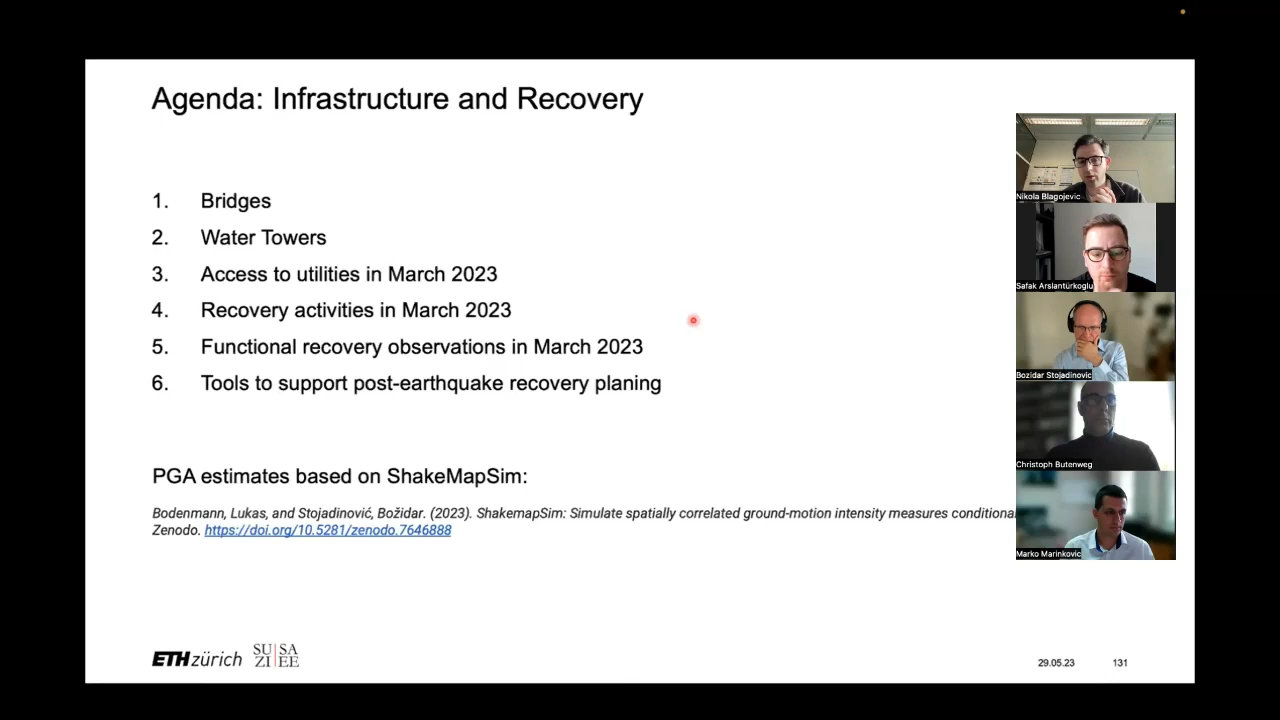 Agenda: Infrastructure and Recovery
1. Bridges
2. Water Towers
3. Access to utilities in March 2023
4. Recovery activities in March 2023
5. Functional recovery observations in March 2023
6. Tools to support post-earthquake recovery planing
PGA estimates based on ShakeMapSim:
Bodenmann, Lukas, and Stojadinović, Božidar. (2023). ShakemapSim: Simulate spatially correlated ground-motion intensity measures conditiona
Zenodo. https://doi.org/10.5281/zenodo.7646888
Nikola Blagojevic
Safak Arslantürkoglu
Bozidar Stojadinovic
Christoph Butenweg
Marko Marinkovic
ETH zürich
SU|SA
ZI|EE
29.05.23 131